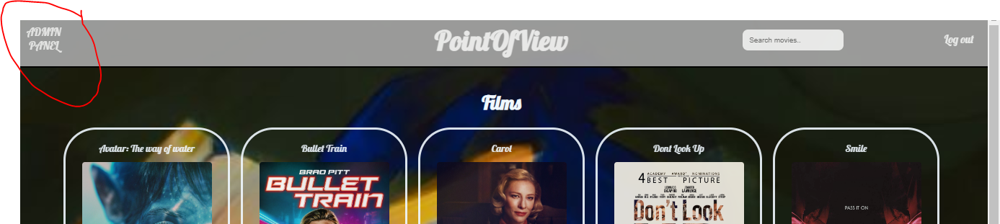 ADMIN
PANEL
PointOfView
Search movies..
Log out
Films
Avatar: The way of water
Bullet Train
Carol
Dont Look Up
Smile
BRAD PITT
BULLET
TRAIN
4 ACADEMY AWARD® NOMINATIONS
BEST PICTURE
LEONARDO DICAPRIO
JENNIFER LAWRENCE
Don't Look
PASS IT ON